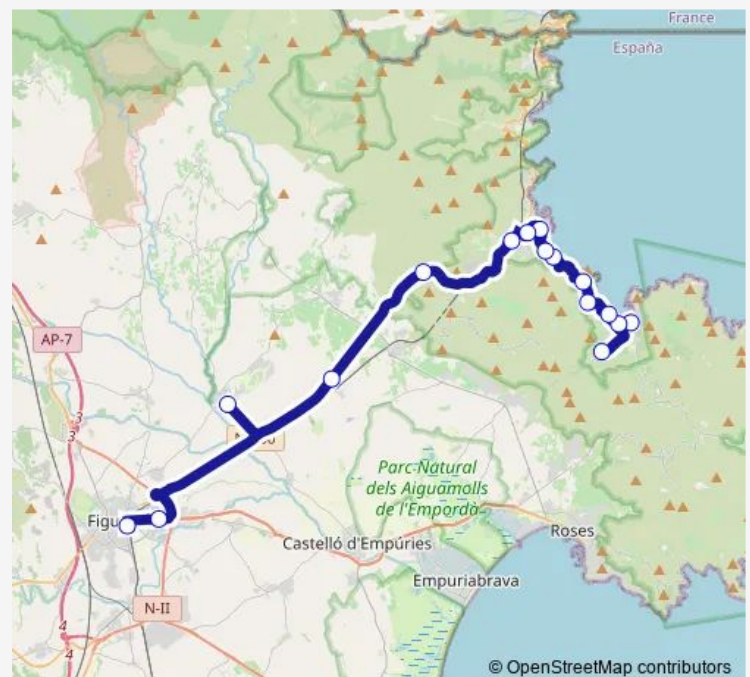 France
España
AP-7
3
3
Parc Natural
dels Aiguamolls
de l'Empordà
Figu
Castelló d'Empúries
Roses
Empuriabrava
N-II
4
4
© OpenStreetMap contributors